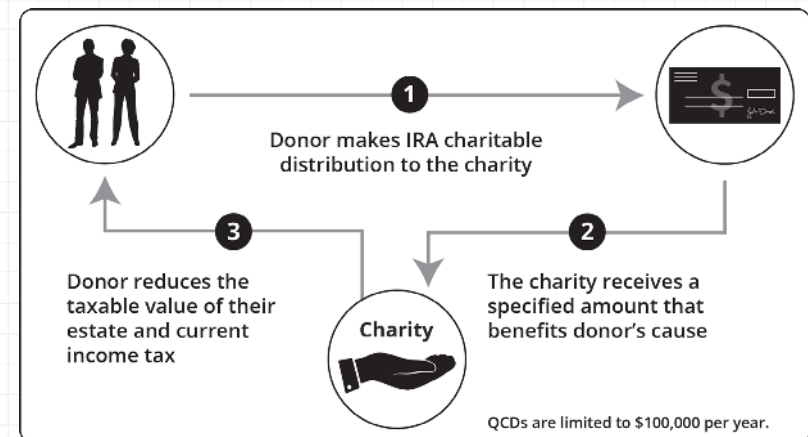 1
Donor makes IRA charitable
distribution to the charity
$
3
2
Donor reduces the
taxable value of their
estate and current
income tax
Charity
The charity receives a
specified amount that
benefits donor's cause
QCDs are limited to $100,000 per year.